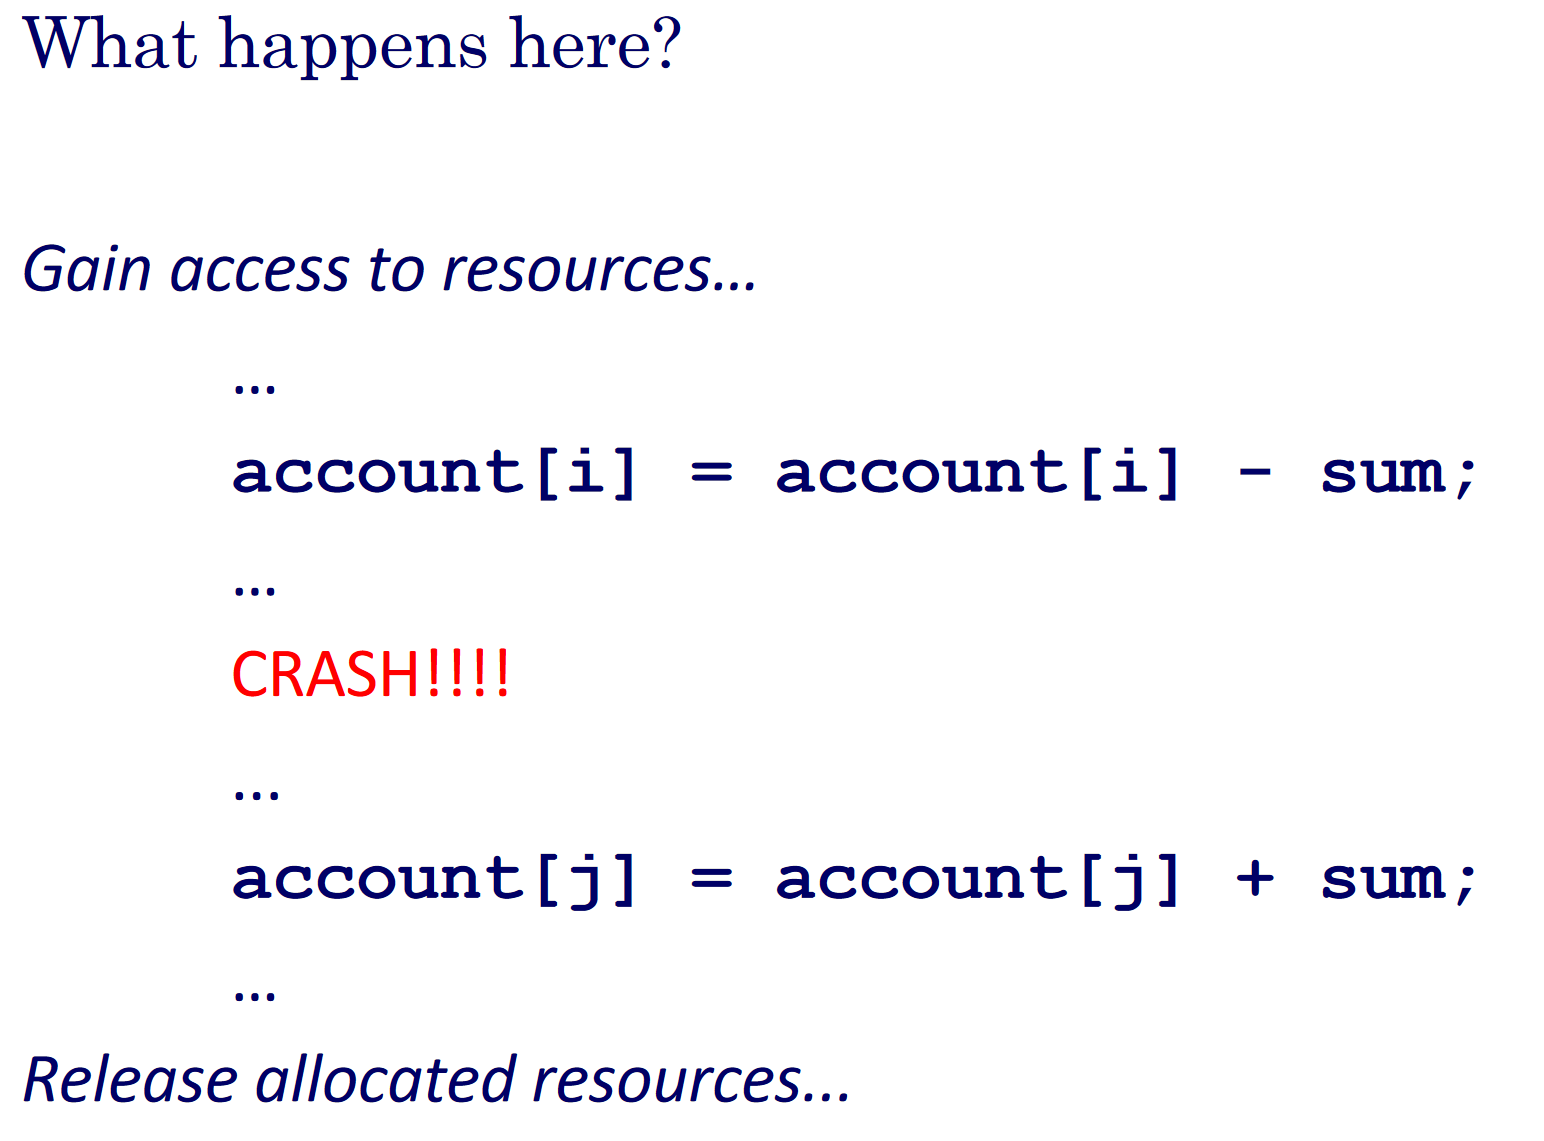 What happens here?
Gain access to resources…
…
account[i] = account[i] - sum;
…
CRASH!!!!
...
account[j] = account[j] + sum;
…
Release allocated resources...